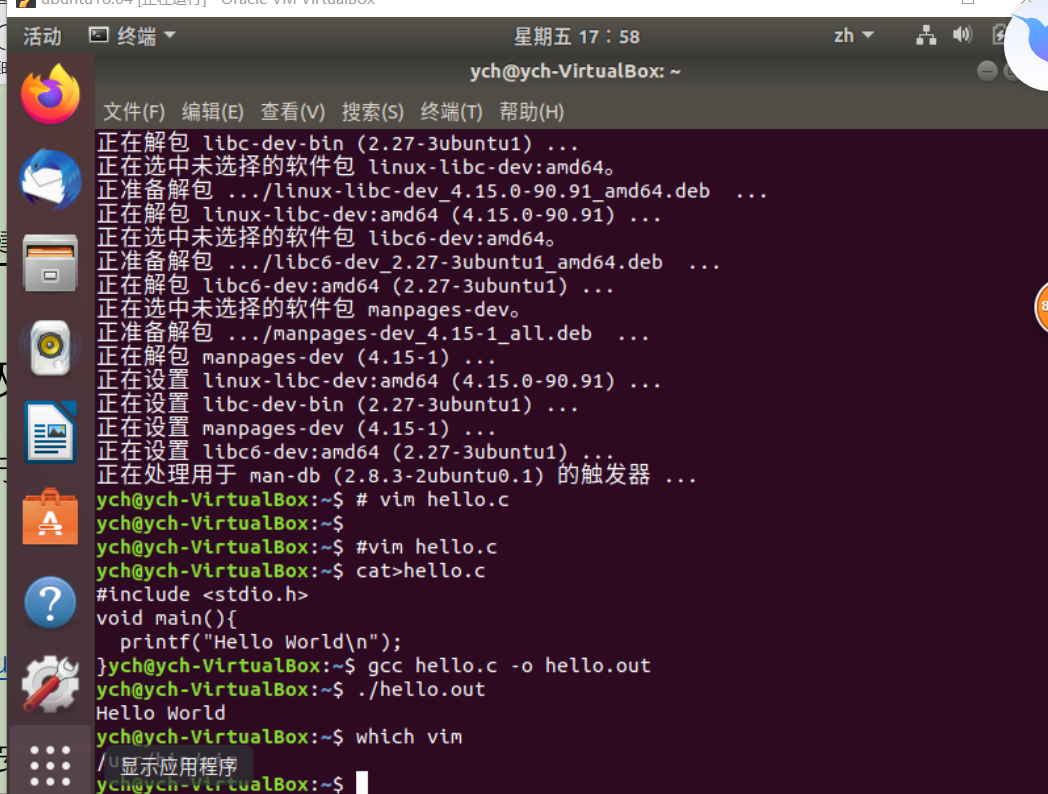 ubuntu18.04 [正在运行] - Oracle VM VirtualBox
活动 终端 星期五 17：58 zh
ych@ych-VirtualBox: ~
文件(F) 编辑(E) 查看(V) 搜索(S) 终端(T) 帮助(H)
正在解包 libc-dev-bin (2.27-3ubuntu1) ...
正在选中未选择的软件包 linux-libc-dev:amd64。
正准备解包 .../linux-libc-dev_4.15.0-90.91_amd64.deb ...
正在解包 linux-libc-dev:amd64 (4.15.0-90.91) ...
正在选中未选择的软件包 libc6-dev:amd64。
正准备解包 .../libc6-dev_2.27-3ubuntu1_amd64.deb ...
正在解包 libc6-dev:amd64 (2.27-3ubuntu1) ...
正在选中未选择的软件包 manpages-dev。
正准备解包 .../manpages-dev_4.15-1_all.deb ...
正在解包 manpages-dev (4.15-1) ...
正在设置 linux-libc-dev:amd64 (4.15.0-90.91) ...
正在设置 libc-dev-bin (2.27-3ubuntu1) ...
正在设置 manpages-dev (4.15-1) ...
正在设置 libc6-dev:amd64 (2.27-3ubuntu1) ...
正在处理用于 man-db (2.8.3-2ubuntu0.1) 的触发器 ...
ych@ych-VirtualBox:~$ # vim hello.c
ych@ych-VirtualBox:~$
ych@ych-VirtualBox:~$ #vim hello.c
ych@ych-VirtualBox:~$ cat>hello.c
#include <stdio.h>
void main(){
  printf("Hello World\n");
}ych@ych-VirtualBox:~$ gcc hello.c -o hello.out
ych@ych-VirtualBox:~$ ./hello.out
Hello World
ych@ych-VirtualBox:~$ which vim
显示应用程序
ych@ych-VirtualBox:~$